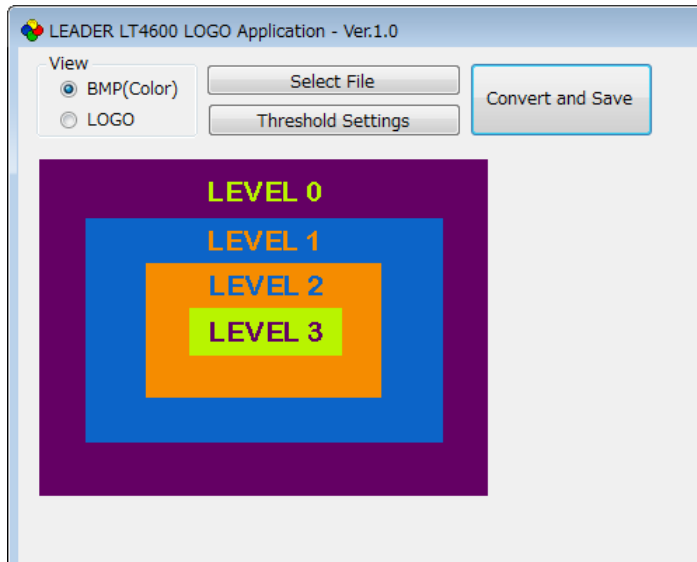 LEADER LT4600 LOGO Application - Ver.1.0
View
BMP(Color)
LOGO
Select File
Threshold Settings
Convert and Save
LEVEL 0
LEVEL 1
LEVEL 2
LEVEL 3